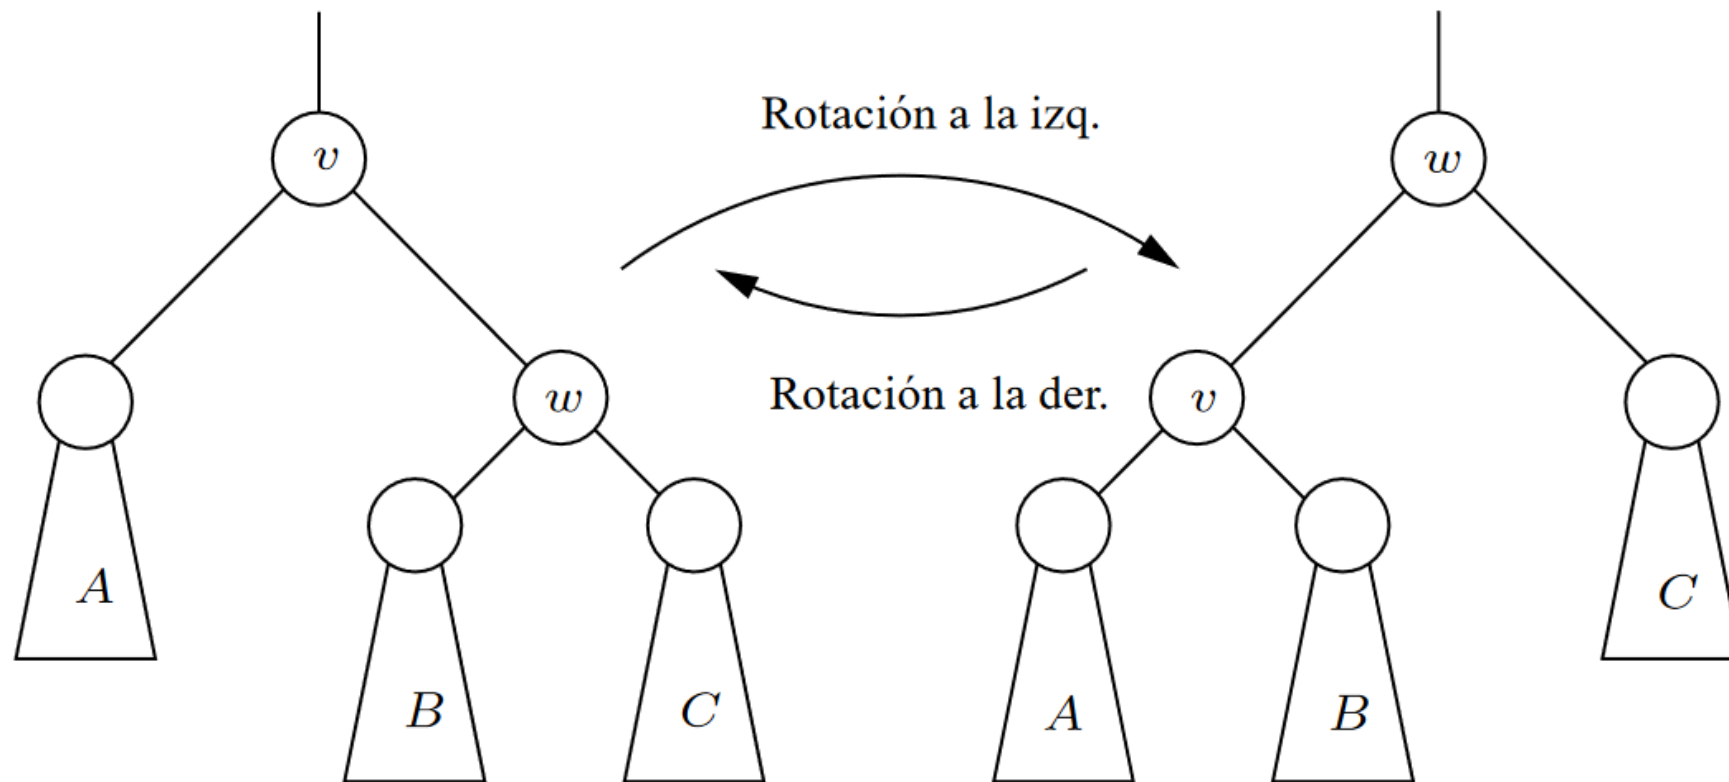 Rotación a la izq.
v
w
Rotación a la der.
w
v
A
C
B
C
A
B